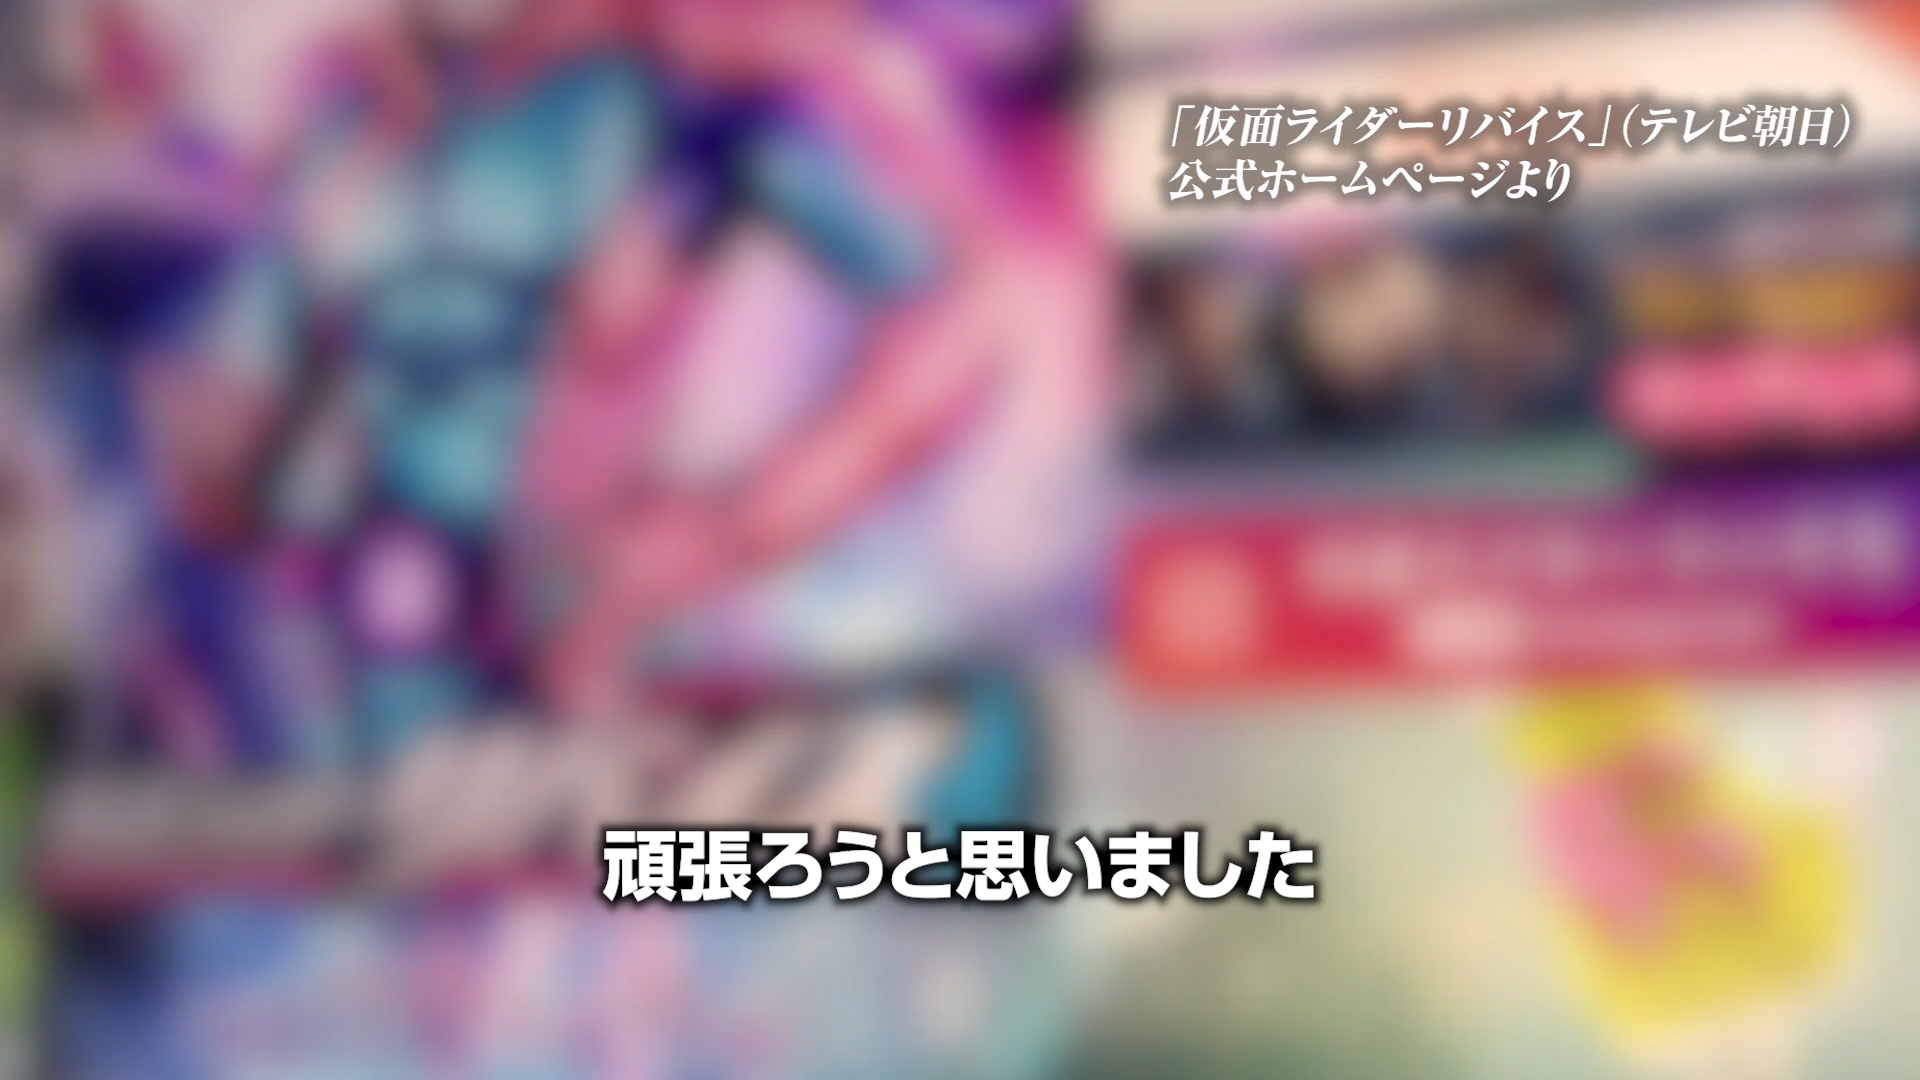 「仮面ライダーリバイス」（テレビ朝日）
公式ホームページより
頑張ろうと思いました